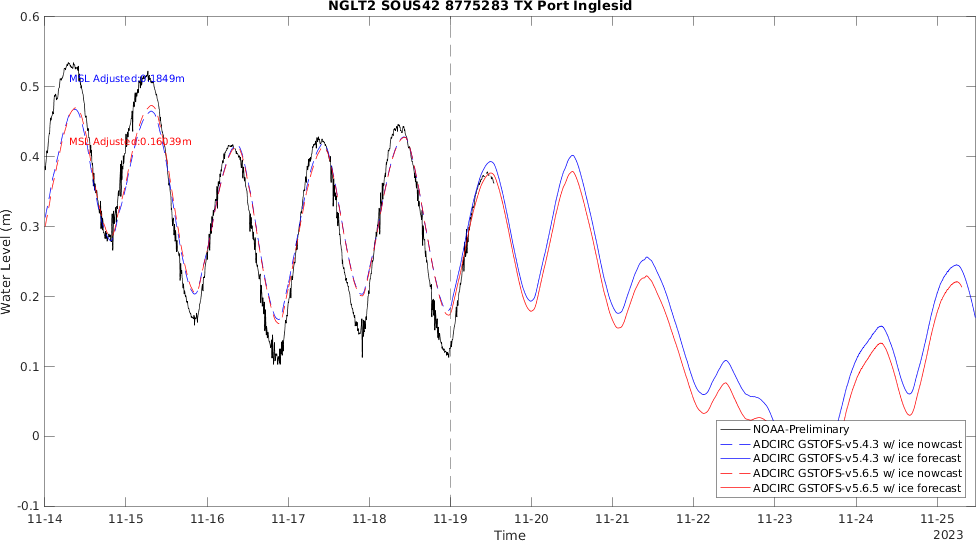 NGLT2 SOUS42 8775283 TX Port Inglesid
0.6
0.5
0.4
0.3
0.2
0.1
0
-0.1
Water Level (m)
MSL Adjusted:0.1849m
MSL Adjusted:0.16039m
NOAA-Preliminary
ADCIRC GSTOFS-v5.4.3 w/ ice nowcast
ADCIRC GSTOFS-v5.4.3 w/ ice forecast
ADCIRC GSTOFS-v5.6.5 w/ ice nowcast
ADCIRC GSTOFS-v5.6.5 w/ ice forecast
11-14 11-15 11-16 11-17 11-18 11-19 11-20 11-21 11-22 11-23 11-24 11-25
Time
2023